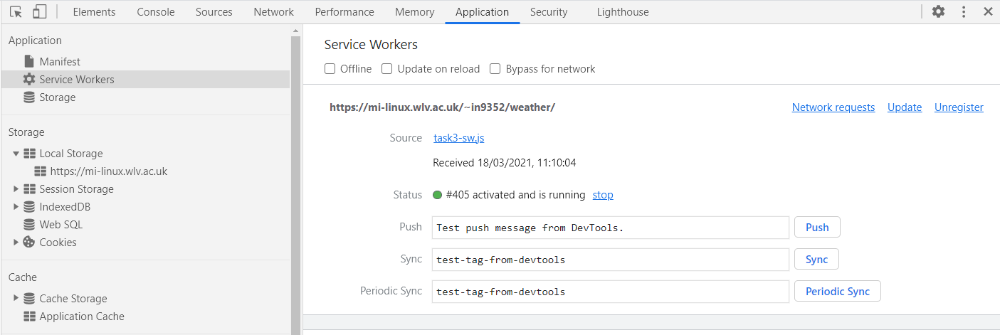 Elements Console Sources Network Performance Memory Application Security Lighthouse
Application
Manifest
Service Workers
Storage
Storage
Local Storage
https://mi-linux.wlv.ac.uk
Session Storage
IndexedDB
Web SQL
Cookies
Cache
Cache Storage
Application Cache
Service Workers
Offline Update on reload Bypass for network
https://mi-linux.wlv.ac.uk/~in9352/weather/ Network requests Update Unregister
Source task3-sw.js
Received 18/03/2021, 11:10:04
Status #405 activated and is running stop
Push Test push message from DevTools. Push
Sync test-tag-from-devtools Sync
Periodic Sync test-tag-from-devtools Periodic Sync